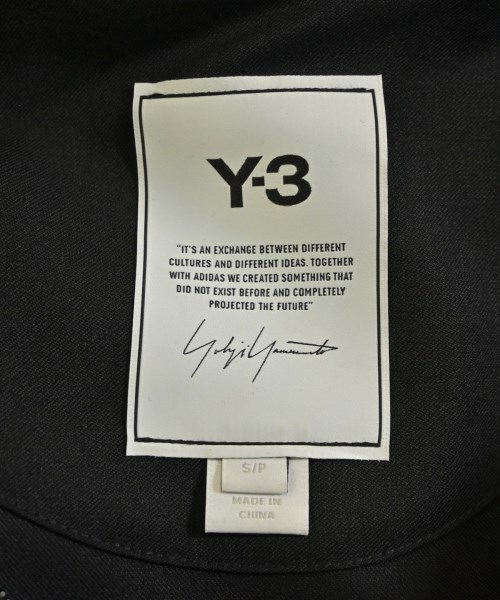 Y-3
"IT'S AN EXCHANGE BETWEEN DIFFERENT
CULTURES AND DIFFERENT IDEAS. TOGETHER
WITH ADIDAS WE CREATED SOMETHING THAT
DID NOT EXIST BEFORE AND COMPLETELY
PROJECTED THE FUTURE"
Yohji Yamamoto
S/P
MADE IN
CHINA